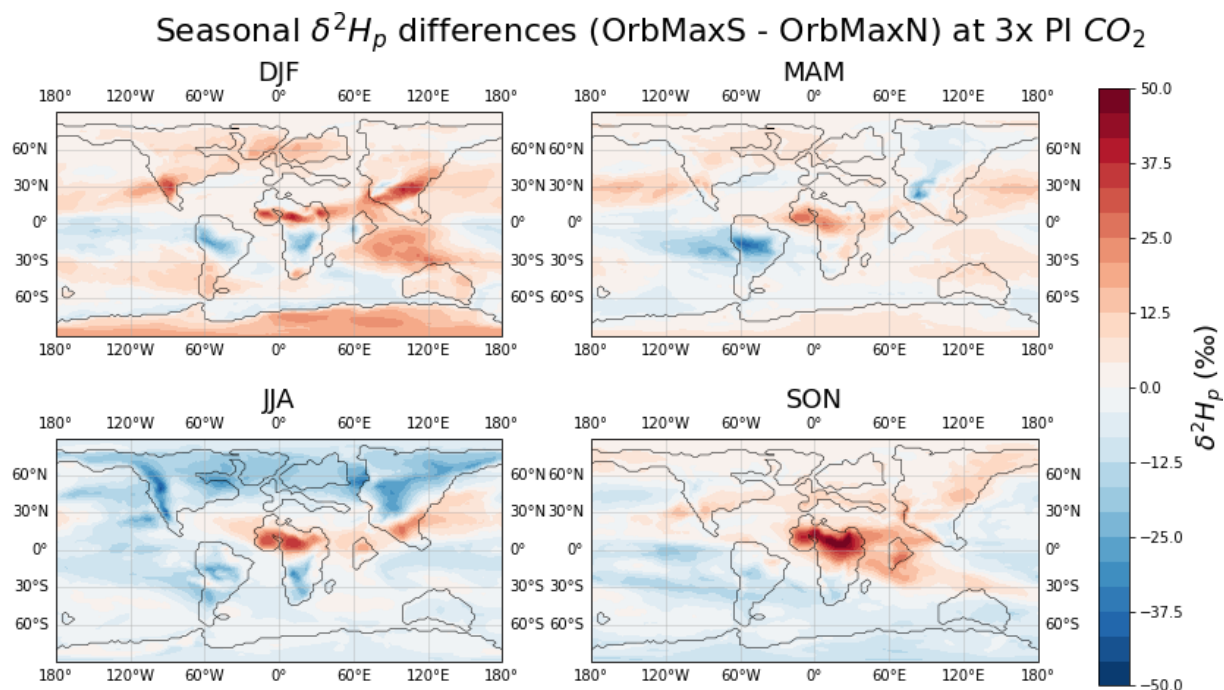 Seasonal δ²Hₚ differences (OrbMaxS - OrbMaxN) at 3x PI CO₂
DJF
180° 120°W 60°W 0° 60°E 120°E 180°
60°N 60°N
30°N 30°N
0° 0°
30°S 30°S
60°S 60°S
180° 120°W 60°W 0° 60°E 120°E 180°
MAM
180° 120°W 60°W 0° 60°E 120°E 180°
60°N 60°N
30°N 30°N
0° 0°
30°S 30°S
60°S 60°S
180° 120°W 60°W 0° 60°E 120°E 180°
JJA
180° 120°W 60°W 0° 60°E 120°E 180°
60°N 60°N
30°N 30°N
0° 0°
30°S 30°S
60°S 60°S
180° 120°W 60°W 0° 60°E 120°E 180°
SON
180° 120°W 60°W 0° 60°E 120°E 180°
60°N 60°N
30°N 30°N
0° 0°
30°S 30°S
60°S 60°S
180° 120°W 60°W 0° 60°E 120°E 180°
50.0
37.5
25.0
12.5
0.0
−12.5
−25.0
−37.5
−50.0
δ²Hₚ (‰)